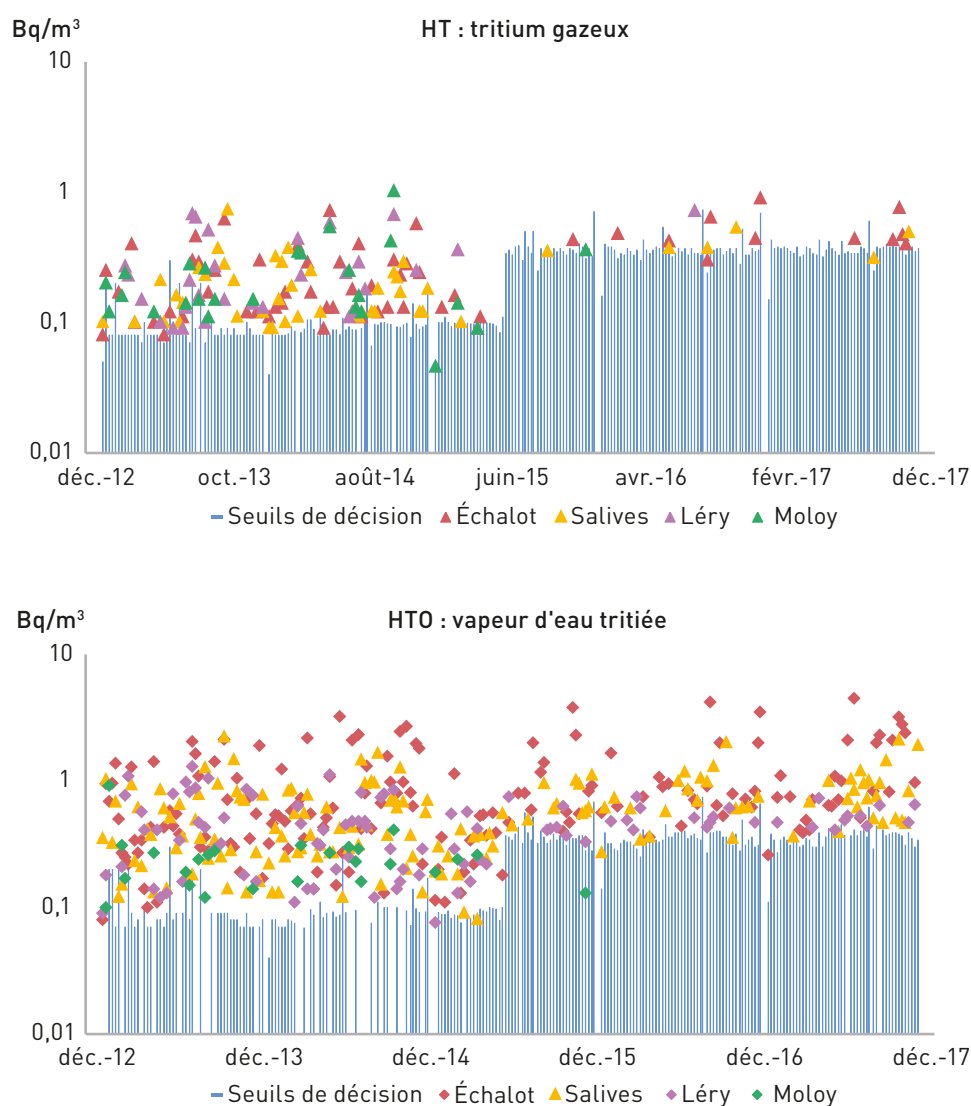 Bq/m³
HT : tritium gazeux
10
1
0,1
0,01
déc.-12 oct.-13 août-14 juin-15 avr.-16 févr.-17 déc.-17
Seuils de décision Échalot Salives Léry Moloy
Bq/m³
HTO : vapeur d'eau tritiée
10
1
0,1
0,01
déc.-12 déc.-13 déc.-14 déc.-15 déc.-16 déc.-17
Seuils de décision Échalot Salives Léry Moloy